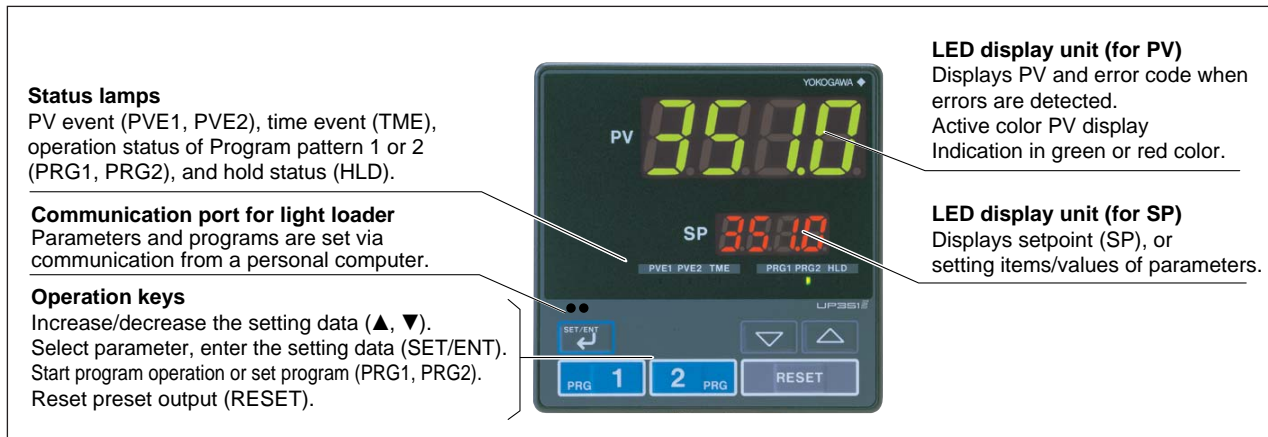 Status lamps
PV event (PVE1, PVE2), time event (TME),
operation status of Program pattern 1 or 2
(PRG1, PRG2), and hold status (HLD).
Communication port for light loader
Parameters and programs are set via
communication from a personal computer.
Operation keys
Increase/decrease the setting data (▲, ▼).
Select parameter, enter the setting data (SET/ENT).
Start program operation or set program (PRG1, PRG2).
Reset preset output (RESET).
YOKOGAWA
PV 351.0
SP 351.0
PVE1 PVE2 TME PRG1 PRG2 HLD
UP351
SET/ENT
PRG 1 2 PRG RESET
LED display unit (for PV)
Displays PV and error code when
errors are detected.
Active color PV display
Indication in green or red color.
LED display unit (for SP)
Displays setpoint (SP), or
setting items/values of parameters.